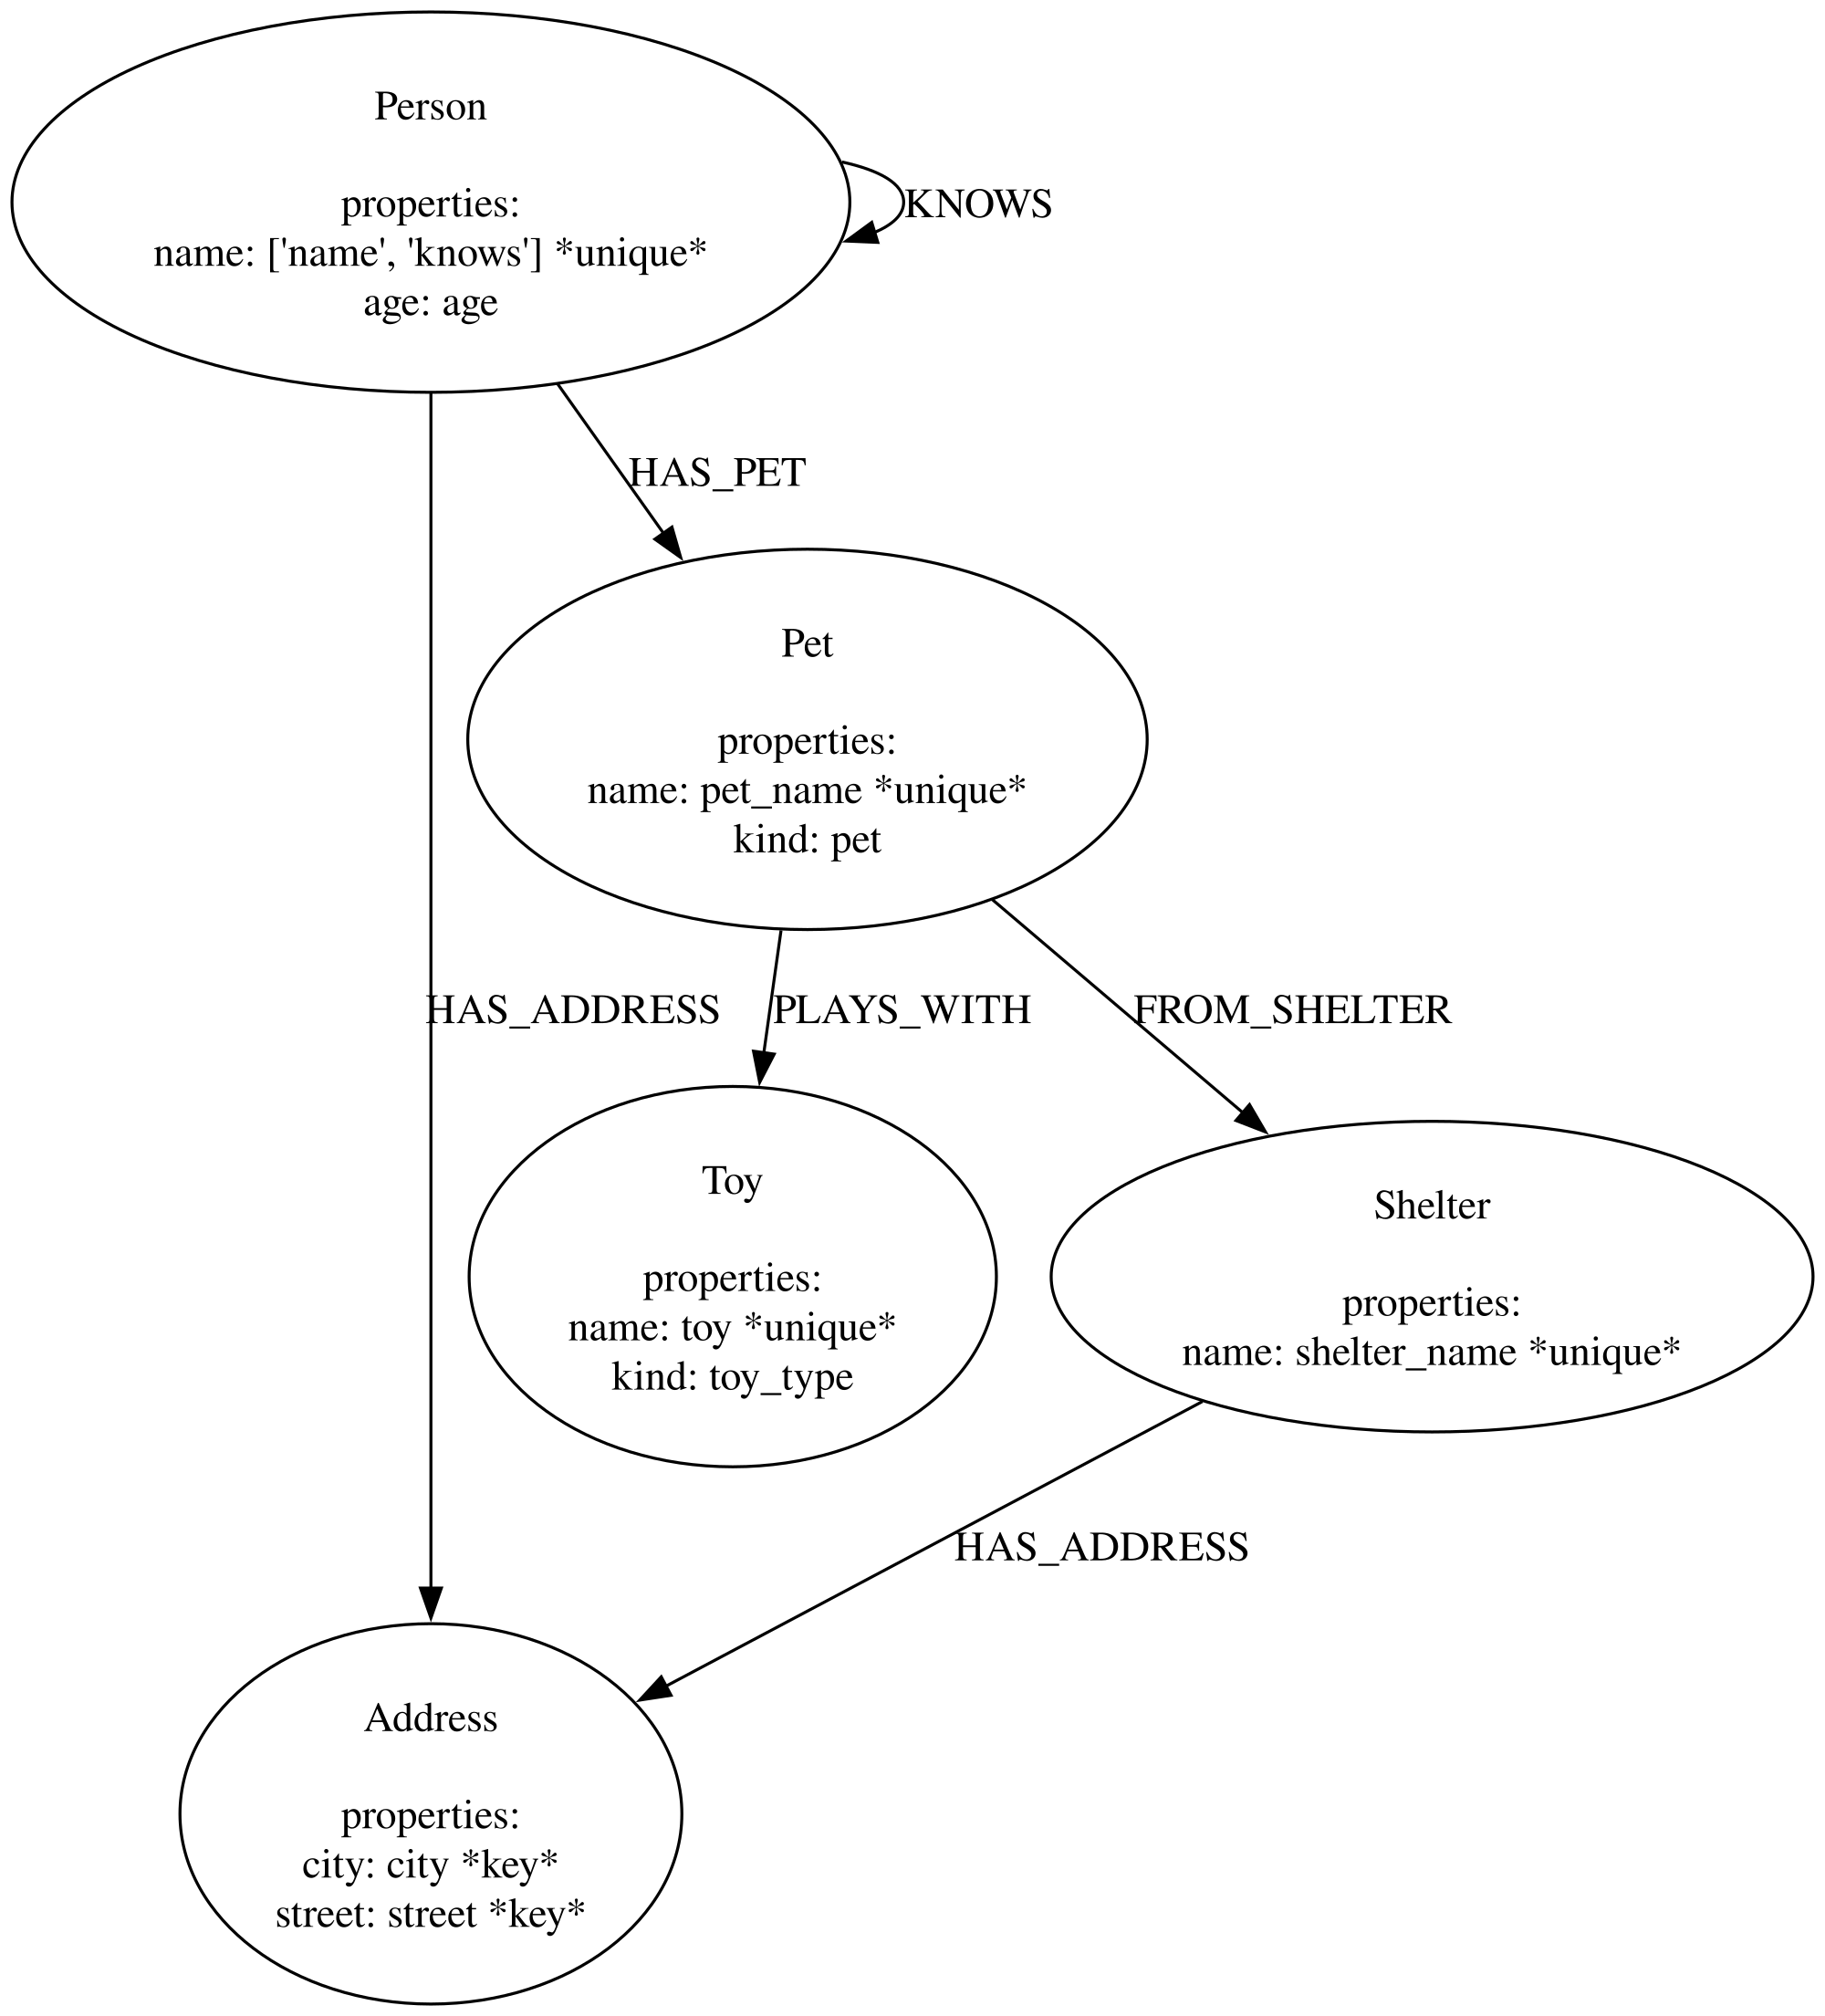 Person
properties:
name: ['name', 'knows'] *unique*
age: age
KNOWS
HAS_PET
Pet
properties:
name: pet_name *unique*
kind: pet
HAS_ADDRESS
PLAYS_WITH
FROM_SHELTER
Toy
properties:
name: toy *unique*
kind: toy_type
Shelter
properties:
name: shelter_name *unique*
HAS_ADDRESS
Address
properties:
city: city *key*
street: street *key*